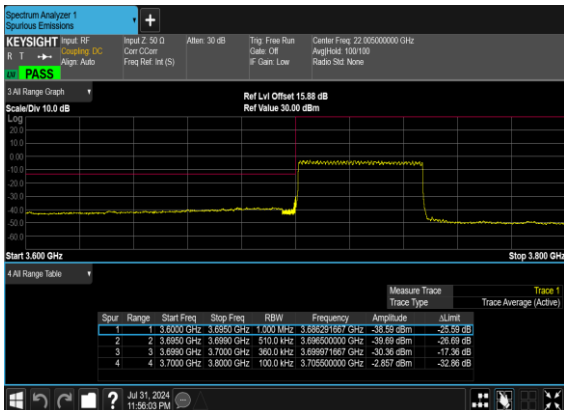 Spectrum Analyzer 1
Spurious Emissions
KEYSIGHT Input: RF Input Z: 50 Ω Atten: 30 dB Trig: Free Run Center Freq: 22.005000000 GHz
R T Coupling: DC Corr CCorr Gate: Off Avg|Hold: 100/100
Align: Auto Freq Ref: Int (S) IF Gain: Low Radio Std: None
LXI PASS
3 All Range Graph
Ref Lvl Offset 15.88 dB
Scale/Div 10.0 dB Ref Value 30.00 dBm
Log
20.0
10.0
0.00
-10.0
-20.0
-30.0
-40.0
-50.0
-60.0
Start 3.600 GHz Stop 3.800 GHz
4 All Range Table
Measure Trace Trace 1
Trace Type Trace Average (Active)
Spur Range Start Freq Stop Freq RBW Frequency Amplitude ΔLimit
1 1 3.6000 GHz 3.6950 GHz 1.000 MHz 3.686291667 GHz -38.59 dBm -25.59 dB
2 2 3.6950 GHz 3.6990 GHz 510.0 kHz 3.696500000 GHz -39.69 dBm -26.69 dB
3 3 3.6990 GHz 3.7000 GHz 360.0 kHz 3.699971667 GHz -30.36 dBm -17.36 dB
4 4 3.7000 GHz 3.8000 GHz 100.0 kHz 3.705500000 GHz -2.857 dBm -32.86 dB
Jul 31, 2024
11:56:03 PM